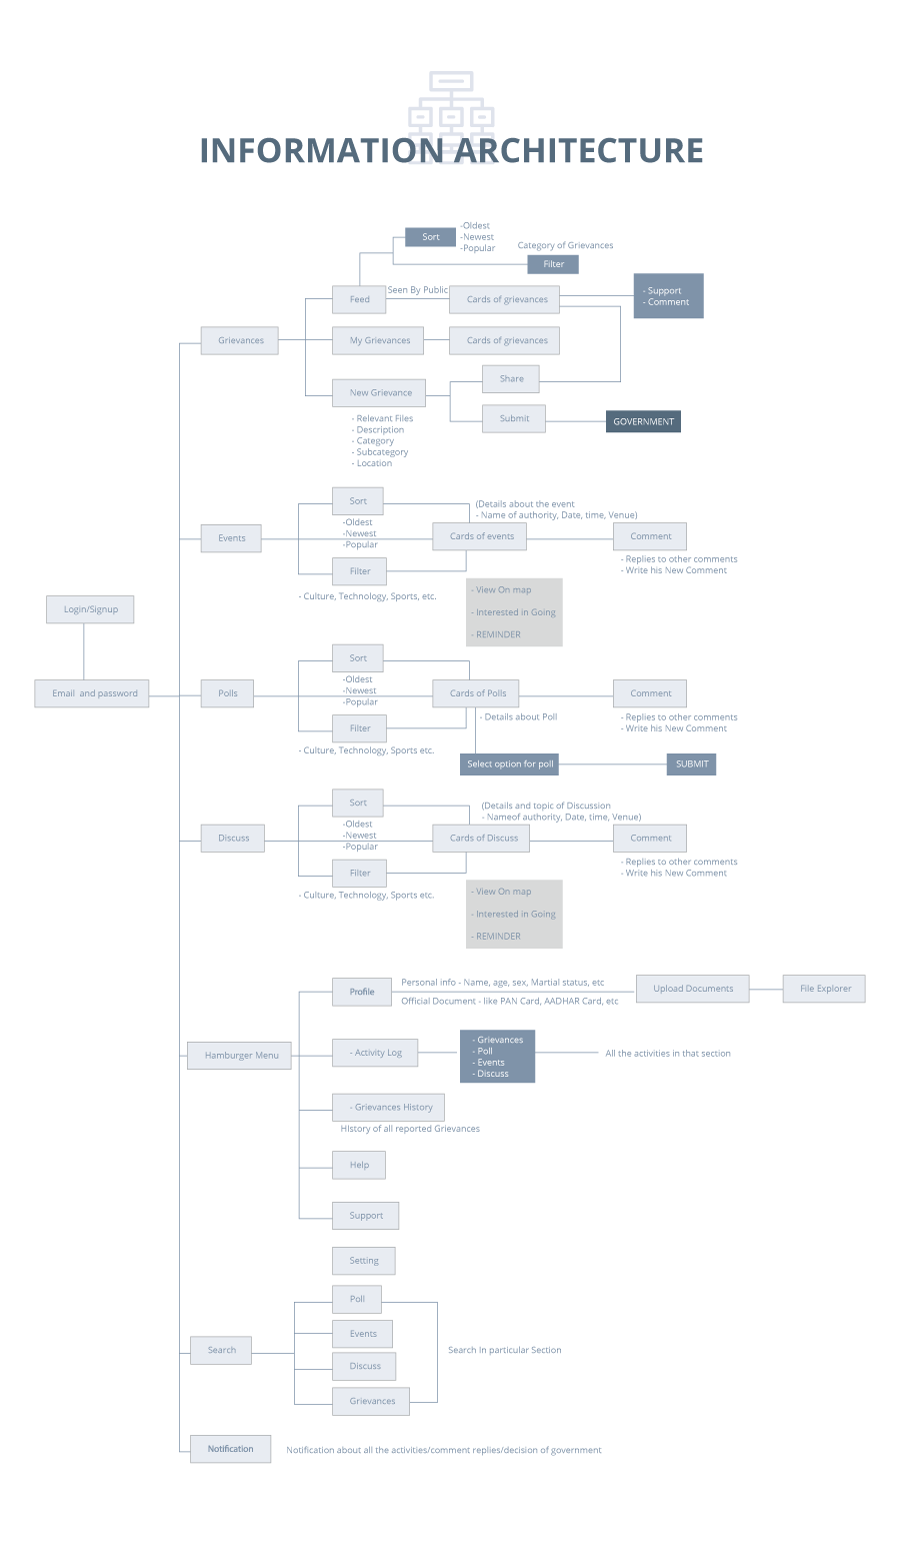 INFORMATION ARCHITECTURE
Sort
-Oldest
-Newest
-Popular
Category of Grievances
Filter
Feed
Seen By Public
Cards of grievances
- Support
- Comment
Grievances
My Grievances
Cards of grievances
New Grievance
Share
Submit
GOVERNMENT
- Relevant Files
- Description
- Category
- Subcategory
- Location
Sort
-Oldest
-Newest
-Popular
(Details about the event
- Name of authority, Date, time, Venue)
Events
Cards of events
Comment
- Replies to other comments
- Write his New Comment
Filter
- Culture, Technology, Sports, etc.
- View On map
- Interested in Going
- REMINDER
Login/Signup
Email and password
Sort
-Oldest
-Newest
-Popular
Polls
Cards of Polls
Comment
- Details about Poll
- Replies to other comments
- Write his New Comment
Filter
- Culture, Technology, Sports etc.
Select option for poll
SUBMIT
Sort
-Oldest
-Newest
-Popular
(Details and topic of Discussion
- Nameof authority, Date, time, Venue)
Discuss
Cards of Discuss
Comment
- Replies to other comments
- Write his New Comment
Filter
- Culture, Technology, Sports etc.
- View On map
- Interested in Going
- REMINDER
Profile
Personal info - Name, age, sex, Martial status, etc
Official Document - like PAN Card, AADHAR Card, etc
Upload Documents
File Explorer
Hamburger Menu
- Activity Log
- Grievances
- Poll
- Events
- Discuss
All the activities in that section
- Grievances History
HIstory of all reported Grievances
Help
Support
Setting
Poll
Events
Search
Search In particular Section
Discuss
Grievances
Notification
Notification about all the activities/comment replies/decision of government